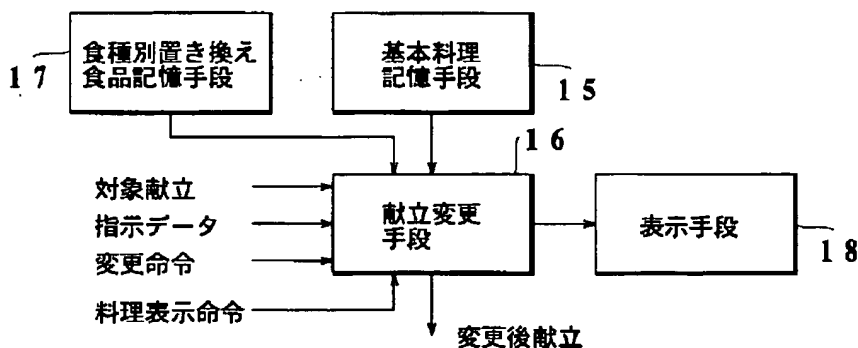 食種別置き換え
食品記憶手段
17
基本料理
記憶手段
15
16
対象献立
指示データ
変更命令
料理表示命令
献立変更
手段
表示手段
18
変更後献立